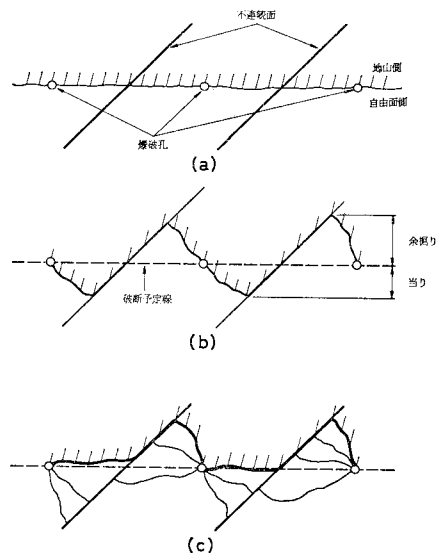 不連続面
地山側
自由面側
爆破孔
(a)
余掘り
当り
破断予定線
(b)
(c)